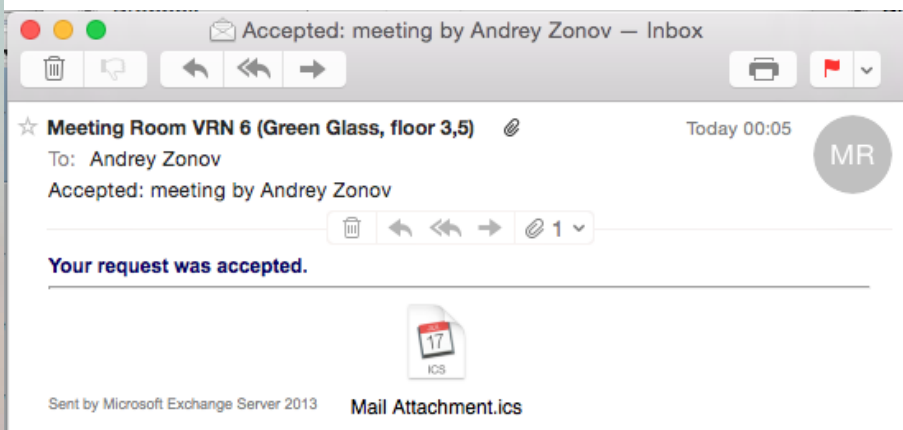 Accepted: meeting by Andrey Zonov — Inbox
Meeting Room VRN 6 (Green Glass, floor 3,5) Today 00:05
MR
To: Andrey Zonov
Accepted: meeting by Andrey Zonov
1
Your request was accepted.
JUL
17
ICS
Sent by Microsoft Exchange Server 2013 Mail Attachment.ics